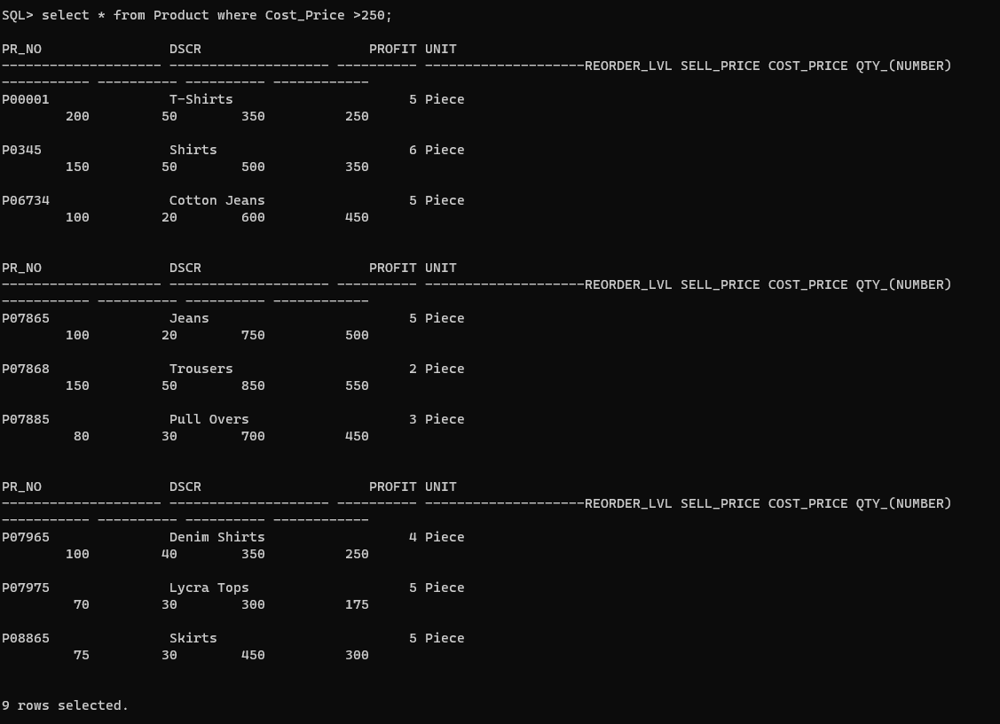 SQL> select * from Product where Cost_Price >250;
PR_NO                DSCR                     PROFIT UNIT
-------------------- -------------------- ---------- --------------------REORDER_LVL SELL_PRICE COST_PRICE QTY_(NUMBER)
----------- ---------- ---------- ------------
P00001               T-Shirts                      5 Piece
        200         50        350          250
P0345                Shirts                        6 Piece
        150         50        500          350
P06734               Cotton Jeans                  5 Piece
        100         20        600          450
PR_NO                DSCR                     PROFIT UNIT
-------------------- -------------------- ---------- --------------------REORDER_LVL SELL_PRICE COST_PRICE QTY_(NUMBER)
----------- ---------- ---------- ------------
P07865               Jeans                         5 Piece
        100         20        750          500
P07868               Trousers                      2 Piece
        150         50        850          550
P07885               Pull Overs                    3 Piece
         80         30        700          450
PR_NO                DSCR                     PROFIT UNIT
-------------------- -------------------- ---------- --------------------REORDER_LVL SELL_PRICE COST_PRICE QTY_(NUMBER)
----------- ---------- ---------- ------------
P07965               Denim Shirts                  4 Piece
        100         40        350          250
P07975               Lycra Tops                    5 Piece
         70         30        300          175
P08865               Skirts                        5 Piece
         75         30        450          300
9 rows selected.